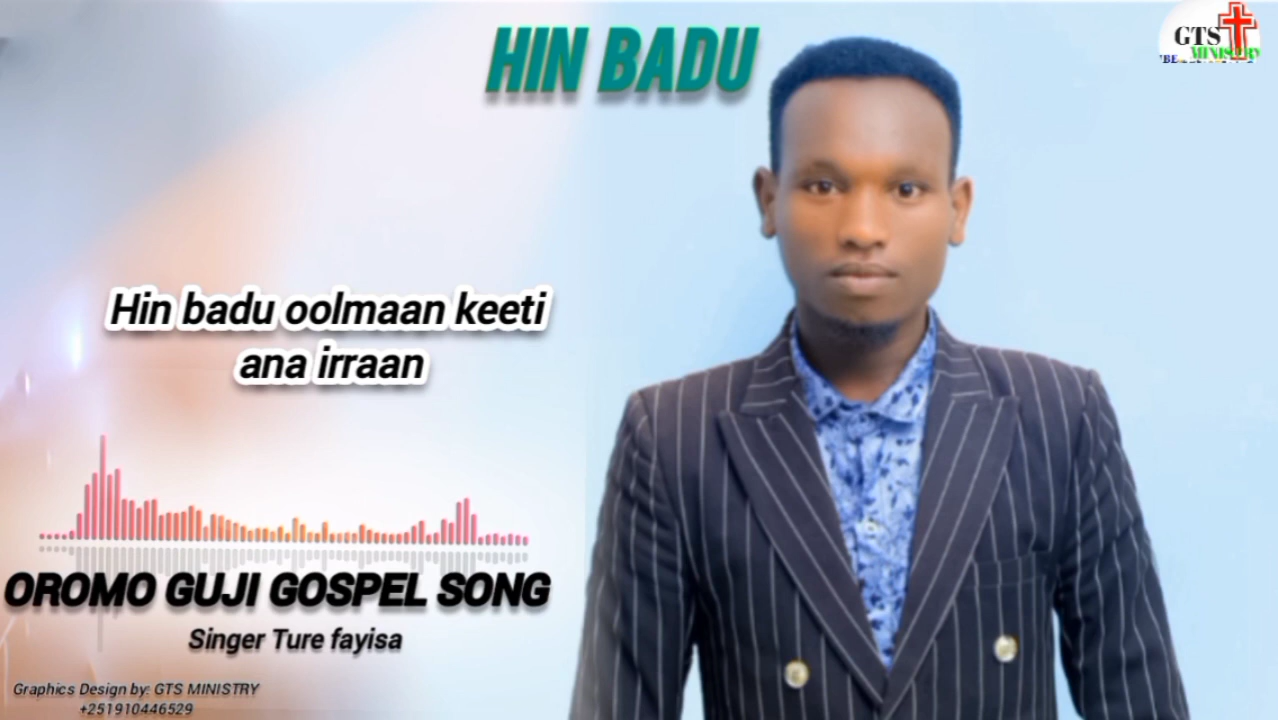 HIN BADU
GTS
MINISTRY
Hin badu oolmaan keeti
ana irraan
OROMO GUJI GOSPEL SONG
Singer Ture fayisa
Graphics Design by: GTS MINISTRY
+251910446529